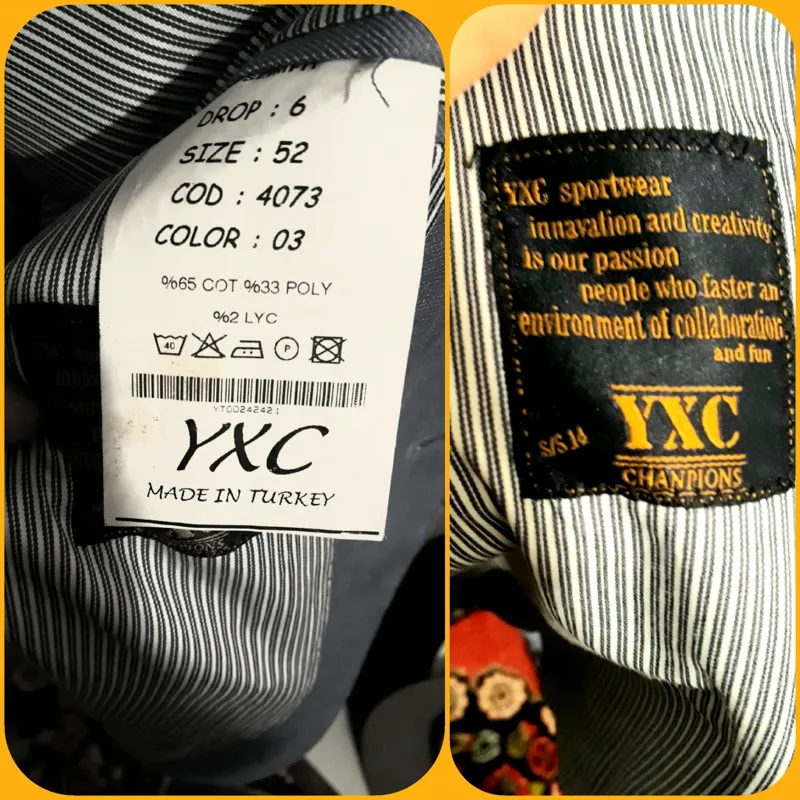 DROP : 6
SIZE : 52
COD : 4073
COLOR : 03
%65 COT %33 POLY
%2 LYC
40
P
YT00242421
YXC
MADE IN TURKEY
YXC sportwear
innavation and creativity
is our passion
people who faster an
environment of collaboration
and fun
S/S 14
YXC
CHANPIONS